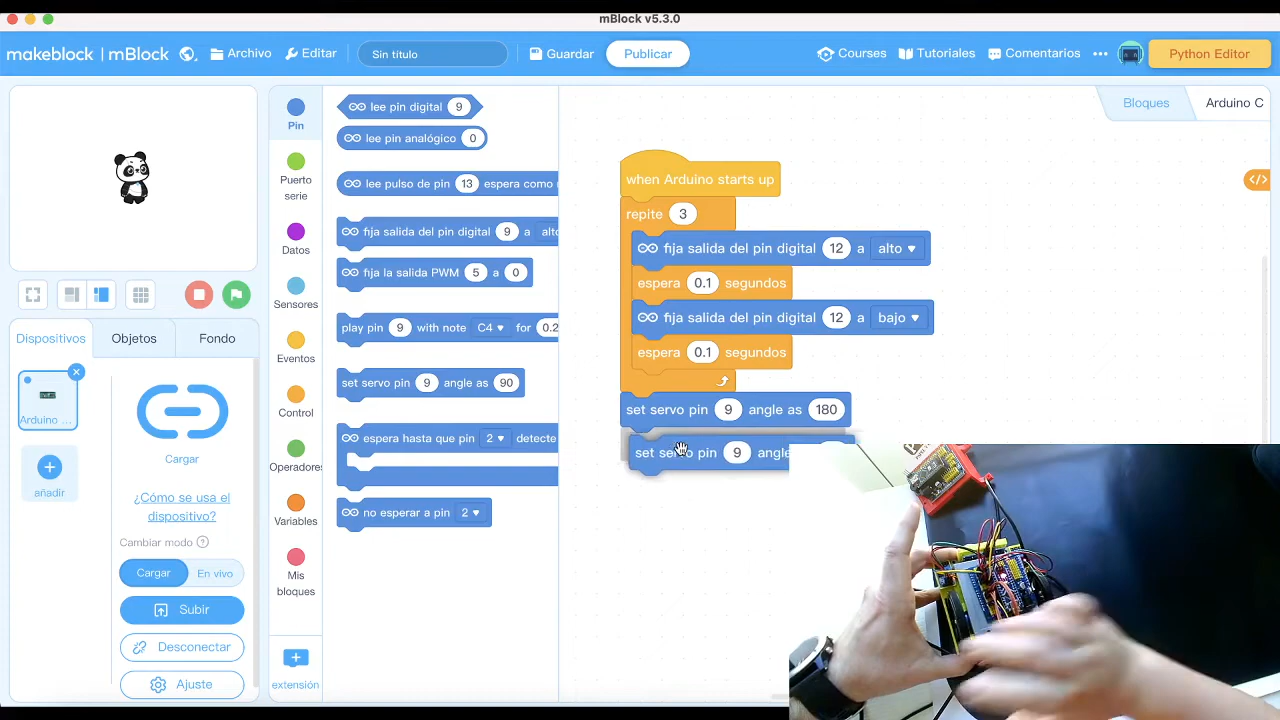 mBlock v5.3.0
makeblock | mBlock
Archivo
Editar
Sin título
Guardar
Publicar
Courses
Tutoriales
Comentarios
Python Editor
Bloques
Arduino C
Pin
Puerto serie
Datos
Sensores
Eventos
Control
Operadores
Variables
Mis bloques
extensión
lee pin digital 9
lee pin analógico 0
lee pulso de pin 13 espera como
fija salida del pin digital 9 a alto
fija la salida PWM 5 a 0
play pin 9 with note C4 for 0.2
set servo pin 9 angle as 90
espera hasta que pin 2 detecte
no esperar a pin 2
when Arduino starts up
repite 3
fija salida del pin digital 12 a alto
espera 0.1 segundos
fija salida del pin digital 12 a bajo
espera 0.1 segundos
set servo pin 9 angle as 180
set servo pin 9 angle
Dispositivos
Objetos
Fondo
Arduino ...
añadir
Cargar
¿Cómo se usa el
dispositivo?
Cambiar modo
Cargar
En vivo
Subir
Desconectar
Ajuste